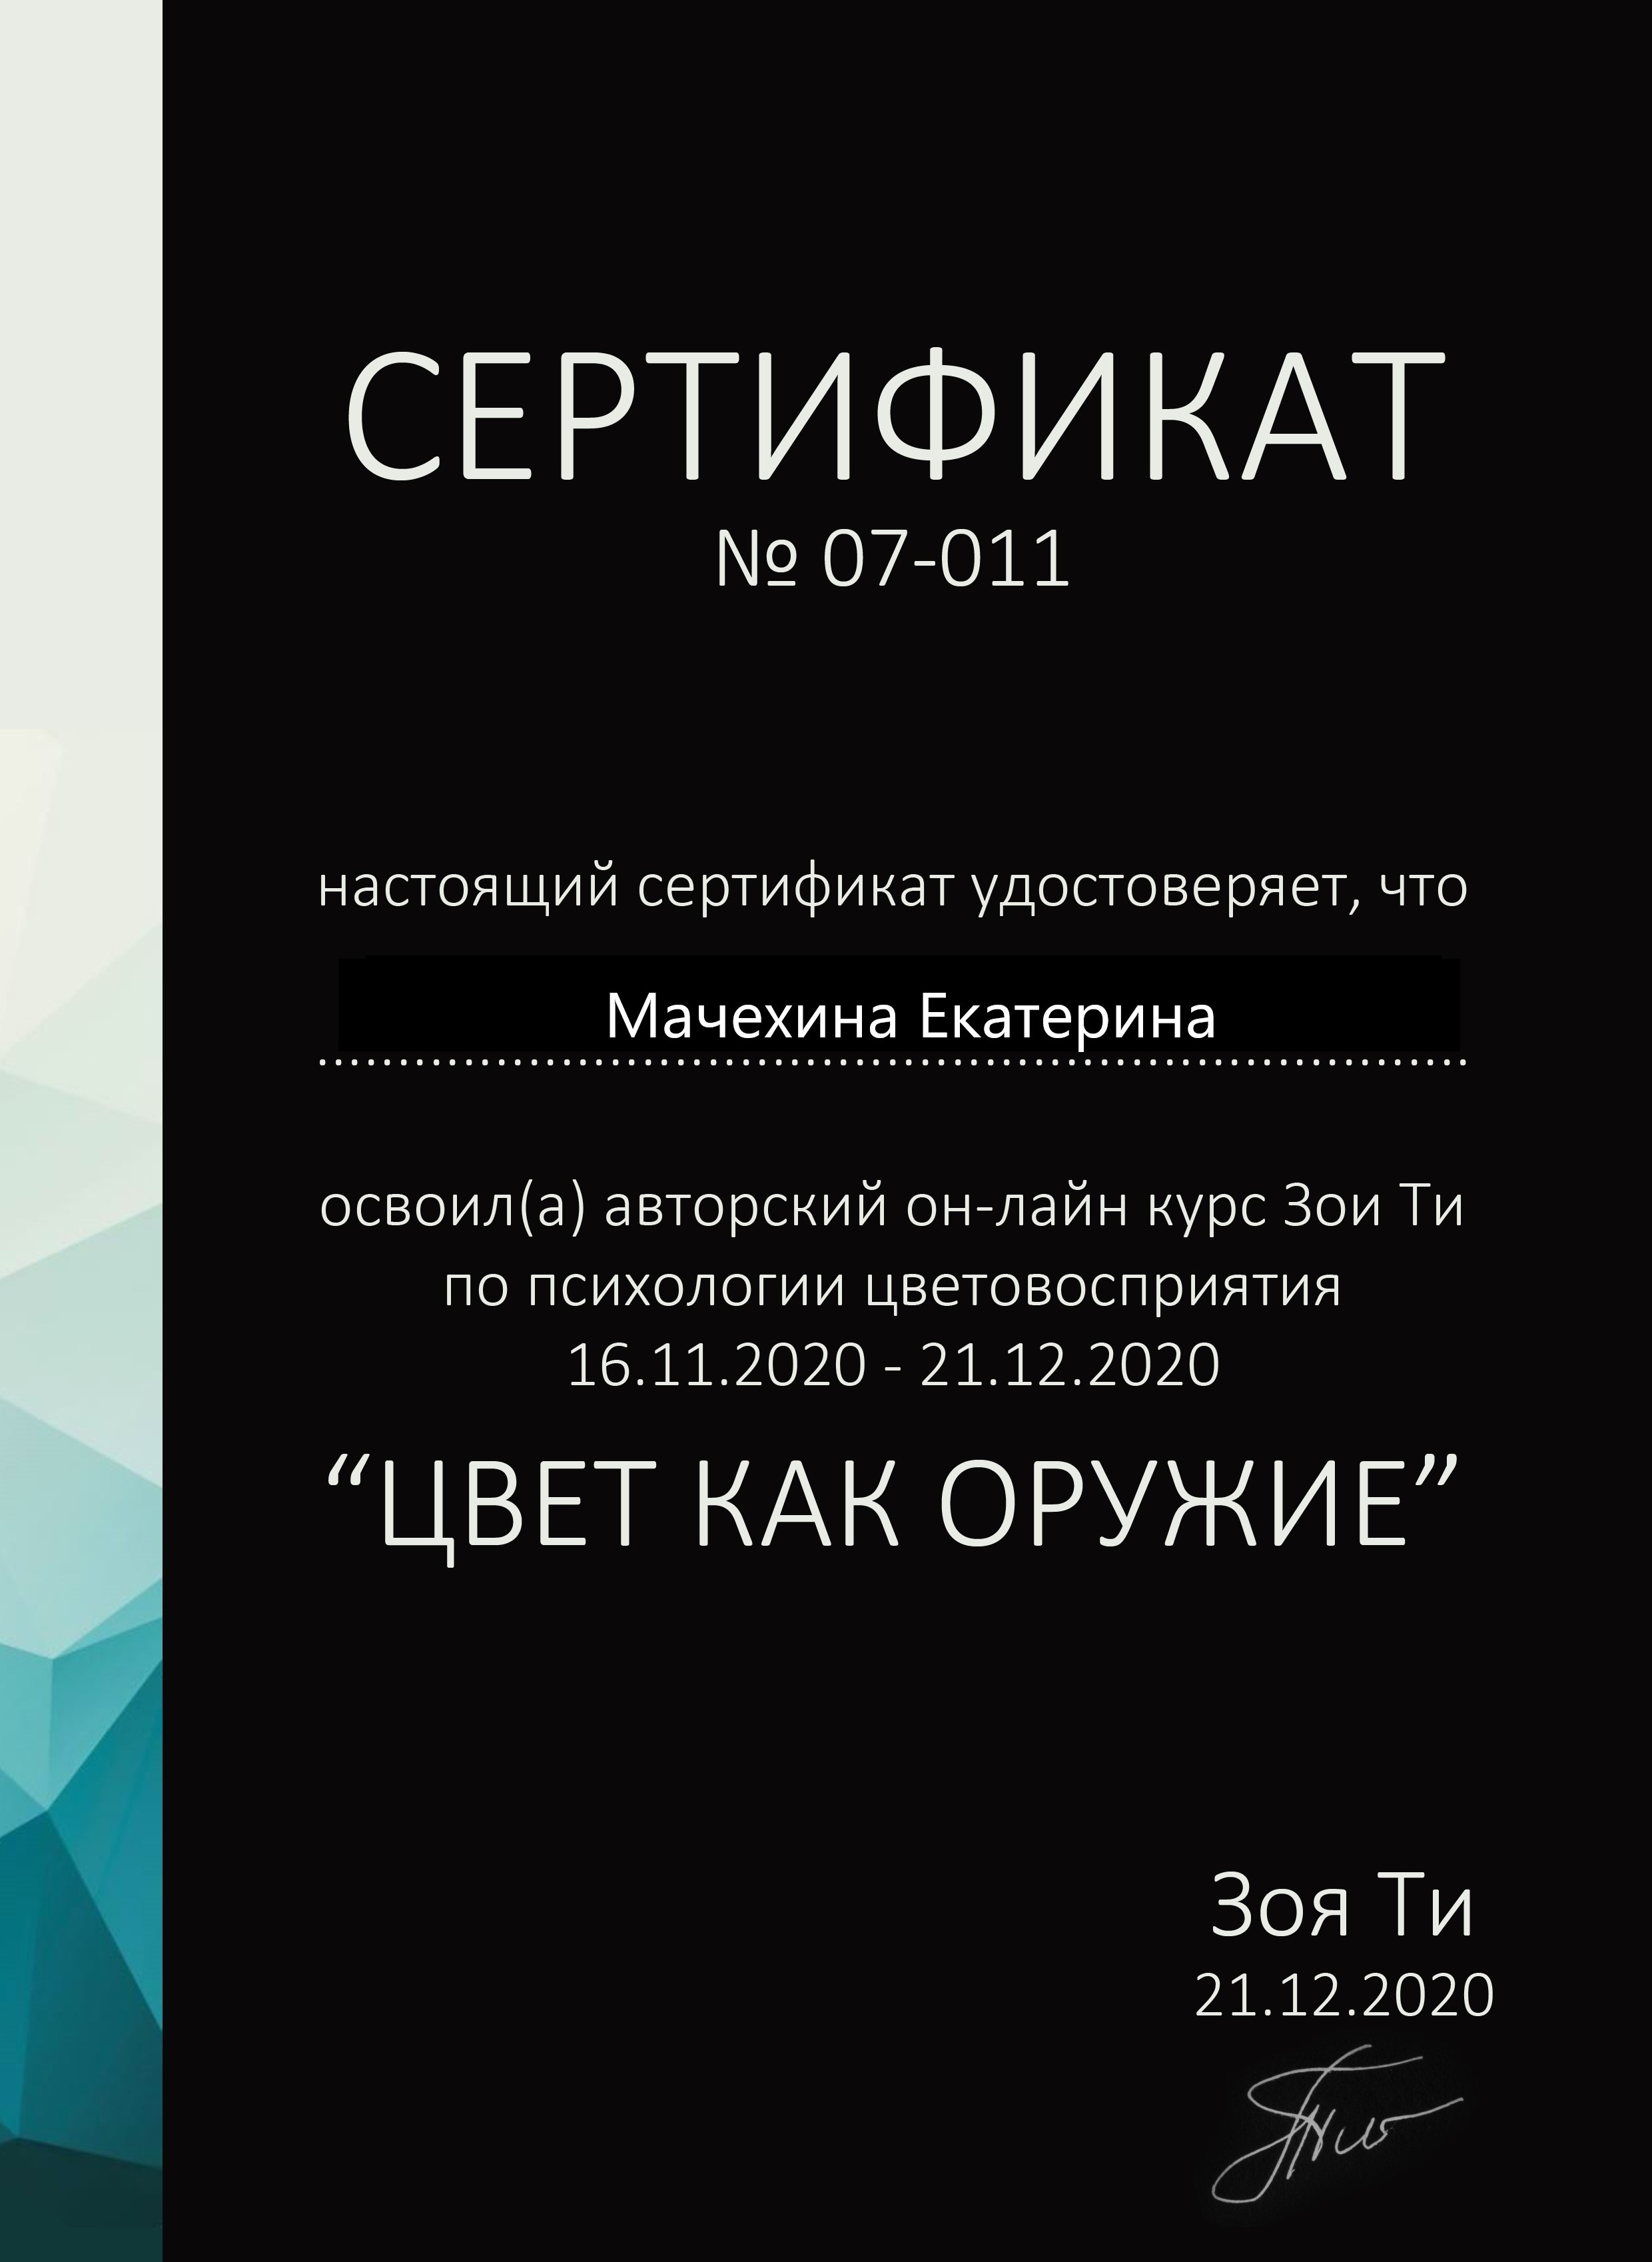 СЕРТИФИКАТ
№ 07-011
настоящий сертификат удостоверяет, что
Мачехина Екатерина
освоил(а) авторский он-лайн курс Зои Ти
по психологии цветовосприятия
16.11.2020 - 21.12.2020
“ЦВЕТ КАК ОРУЖИЕ”
Зоя Ти
21.12.2020